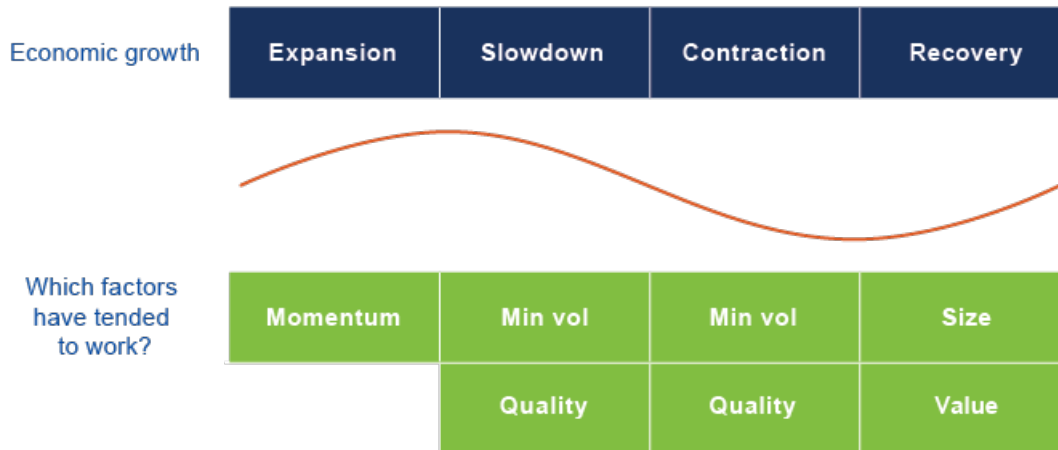 Economic growth
Expansion
Slowdown
Contraction
Recovery
Which factors
have tended
to work?
Momentum
Min vol
Min vol
Size
Quality
Quality
Value